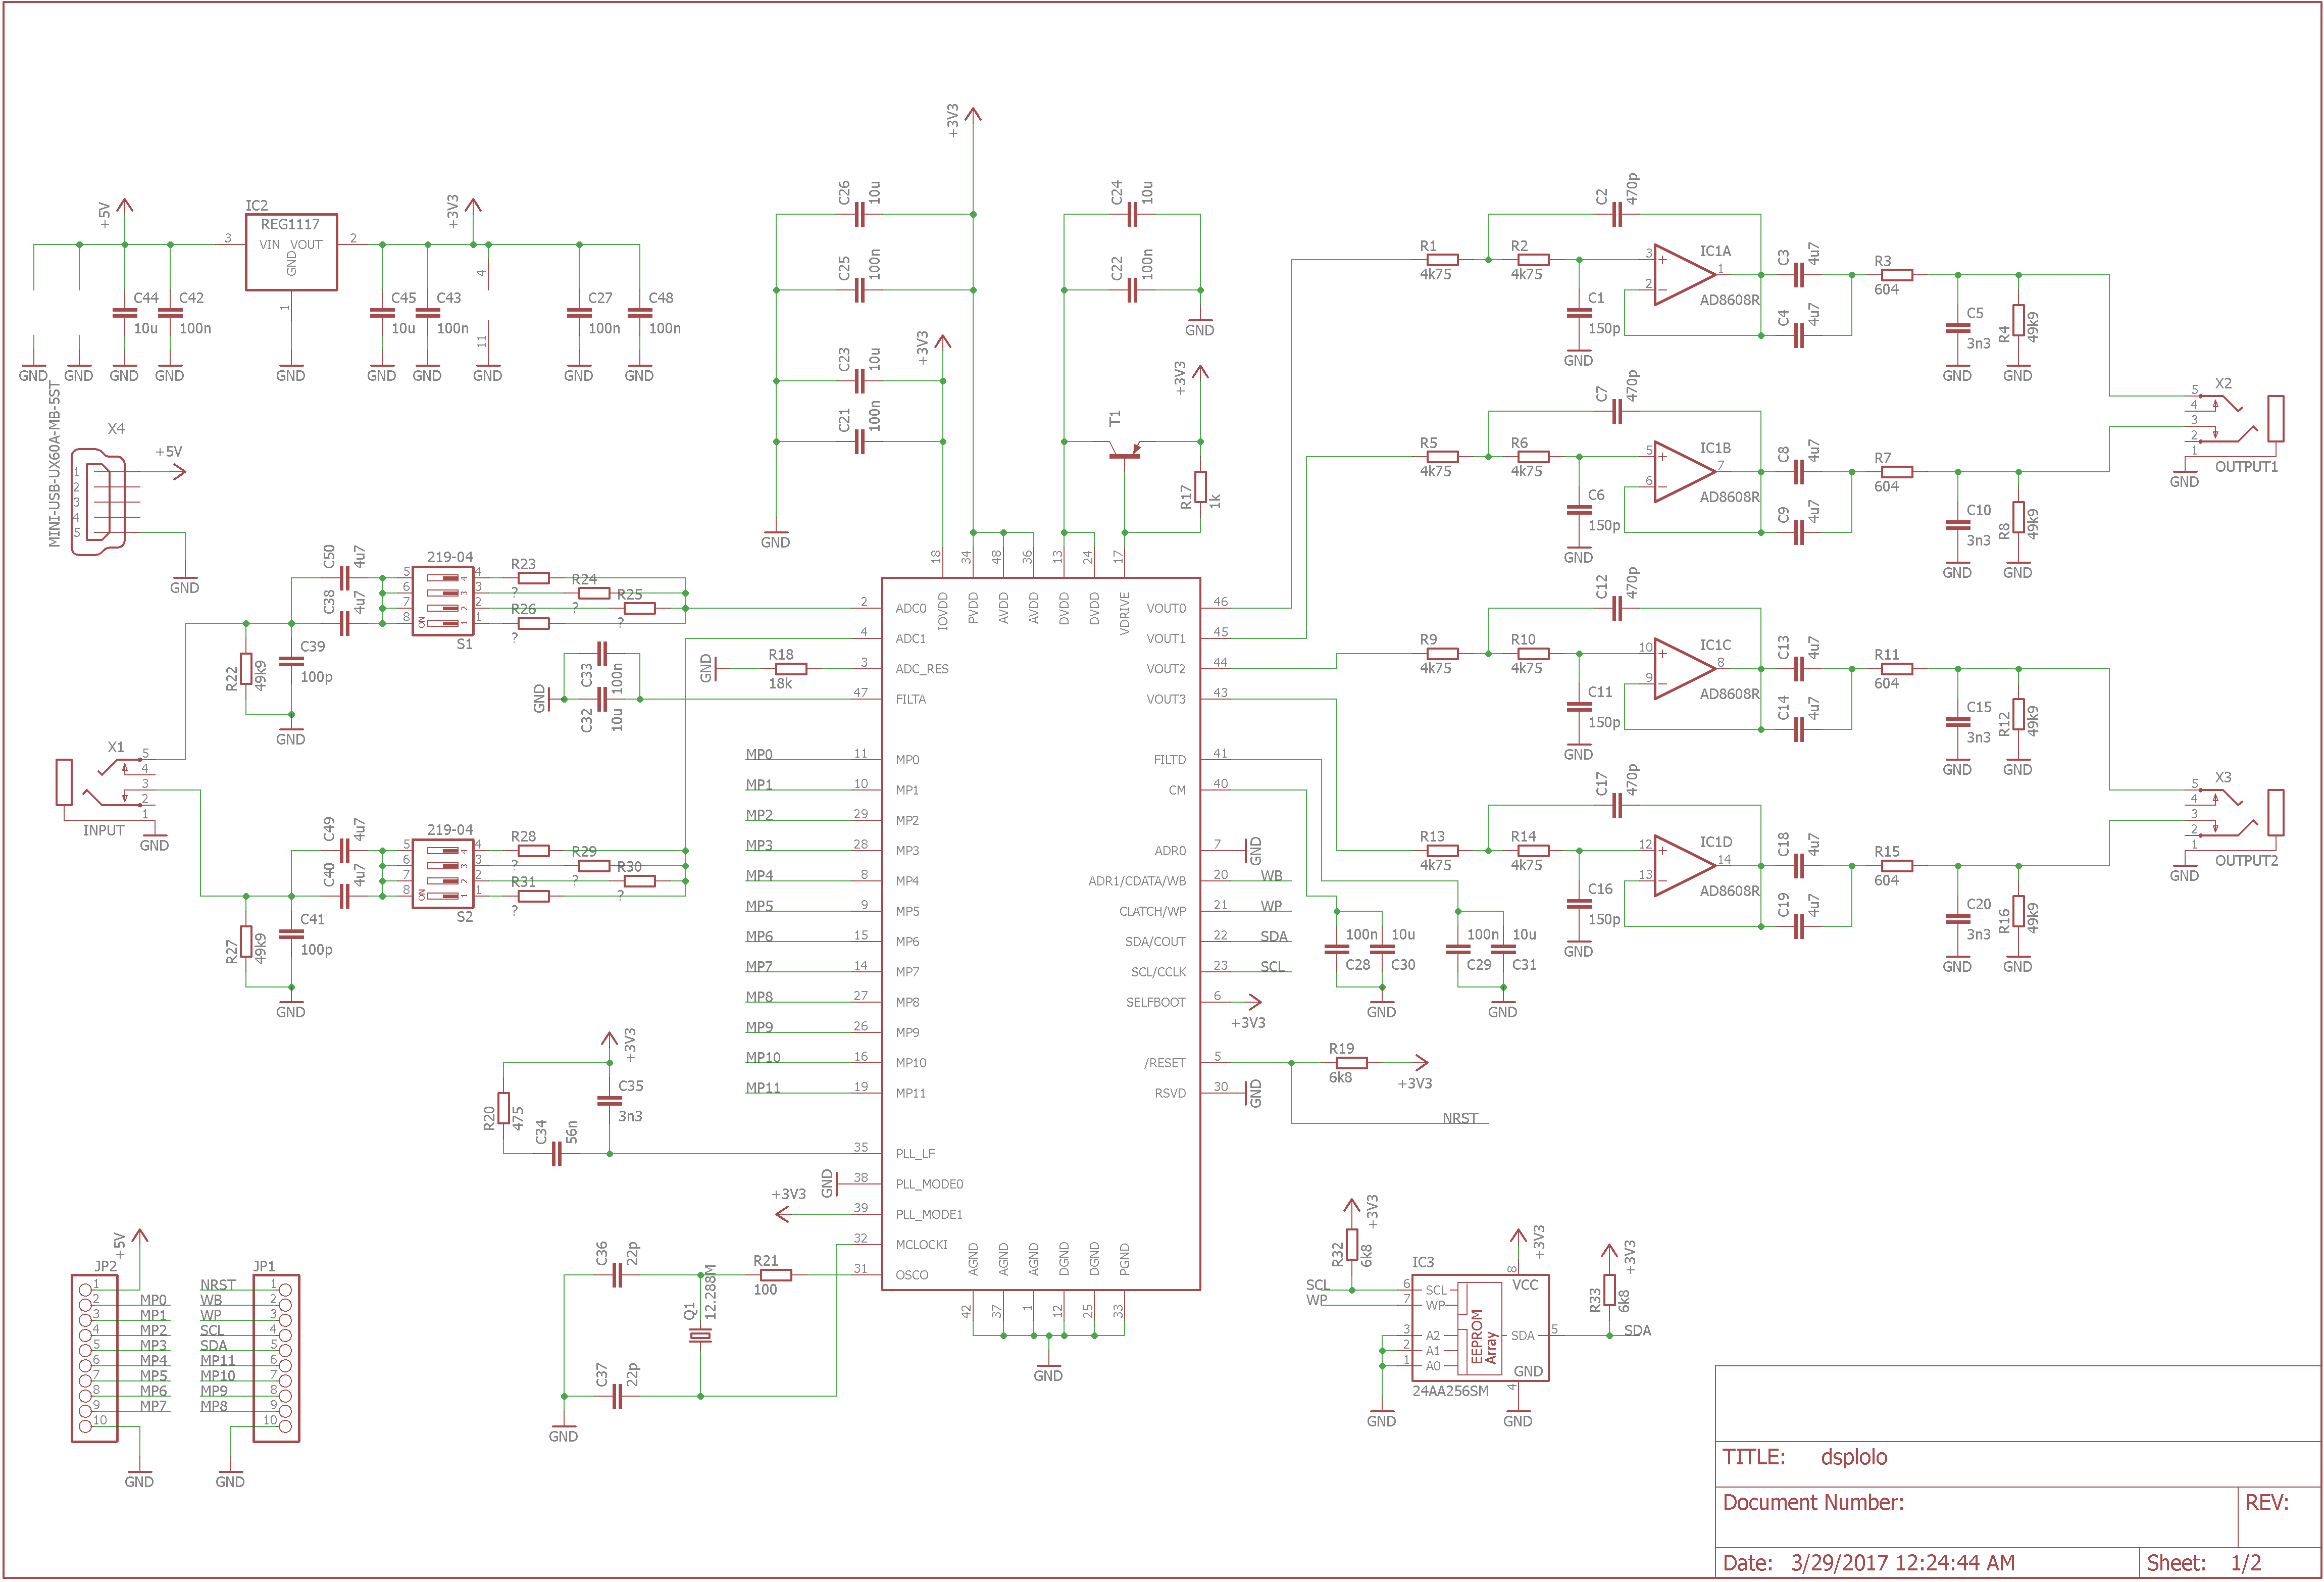 +3V3
C26 10u
C24 10u
C2 470p
+5V
IC2
REG1117
3 VIN VOUT 2
GND
1
+3V3
4
11
C44 10u
C42 100n
C45 10u
C43 100n
C27 100n
C48 100n
GND GND GND GND GND GND GND GND GND GND
C25 100n
C22 100n
GND
+3V3
C23 10u
C21 100n
GND
T1
+3V3
R17 1k
R1 4k75
R2 4k75
C1 150p
GND
3 + IC1A
2 - 1
AD8608R
C3 4u7
C4 4u7
R3 604
C5 3n3
R4 49k9
GND GND
C7 470p
R5 4k75
R6 4k75
C6 150p
GND
5 + IC1B
6 - 7
AD8608R
C8 4u7
C9 4u7
R7 604
C10 3n3
R8 49k9
GND GND
X2
5
4
3
2
1
OUTPUT1
GND
C12 470p
R9 4k75
R10 4k75
C11 150p
GND
10 + IC1C
9 - 8
AD8608R
C13 4u7
C14 4u7
R11 604
C15 3n3
R12 49k9
GND GND
C17 470p
R13 4k75
R14 4k75
C16 150p
GND
12 + IC1D
13 - 14
AD8608R
C18 4u7
C19 4u7
R15 604
C20 3n3
R16 49k9
GND GND
X3
5
4
3
2
1
OUTPUT2
GND
MINI-USB-UX60A-MB-5ST
X4
+5V
1
2
3
4
5
GND
C50 4u7
C38 4u7
219-04
5 4
6 3
7 2
8 ON 1
S1
R23 ?
R24 ?
R25 ?
R26 ?
R22 49k9
C39 100p
GND
C33 100n
C32 10u
GND
GND
R18 18k
X1
5
4
3
2
1
INPUT
GND
C49 4u7
C40 4u7
219-04
5 4
6 3
7 2
8 ON 1
S2
R28 ?
R29 ?
R30 ?
R31 ?
R27 49k9
C41 100p
GND
18 34 48 36 13 24 17
IOVDD PVDD AVDD AVDD DVDD DVDD VDRIVE
2 ADC0
4 ADC1
3 ADC_RES
47 FILTA
MP0 11 MP0
MP1 10 MP1
MP2 29 MP2
MP3 28 MP3
MP4 8 MP4
MP5 9 MP5
MP6 15 MP6
MP7 14 MP7
MP8 27 MP8
MP9 26 MP9
MP10 16 MP10
MP11 19 MP11
35 PLL_LF
GND 38 PLL_MODE0
+3V3 39 PLL_MODE1
32 MCLOCKI
31 OSCO
VOUT0 46
VOUT1 45
VOUT2 44
VOUT3 43
FILTD 41
CM 40
ADR0 7 GND
ADR1/CDATA/WB 20 WB
CLATCH/WP 21 WP
SDA/COUT 22 SDA
SCL/CCLK 23 SCL
SELFBOOT 6 +3V3
/RESET 5
RSVD 30 GND
AGND AGND AGND DGND DGND PGND
42 37 1 12 25 33
GND
100n C28
10u C30
GND
100n C29
10u C31
GND
R19 6k8
+3V3
NRST
+3V3
R20 475
C34 56n
C35 3n3
C36 22p
C37 22p
Q1 12.288M
R21 100
GND
+3V3
R32 6k8
IC3
+3V3
8
VCC
SCL 6 SCL
WP 7 WP
3 A2
2 A1
1 A0
EEPROM Array
SDA 5
GND
4
24AA256SM
+3V3
R33 6k8
SDA
GND GND
+5V
JP2
1
2 MP0
3 MP1
4 MP2
5 MP3
6 MP4
7 MP5
8 MP6
9 MP7
10
GND
JP1
NRST 1
WB 2
WP 3
SCL 4
SDA 5
MP11 6
MP10 7
MP9 8
MP8 9
10
GND
TITLE: dsplolo
Document Number:
REV:
Date: 3/29/2017 12:24:44 AM
Sheet: 1/2